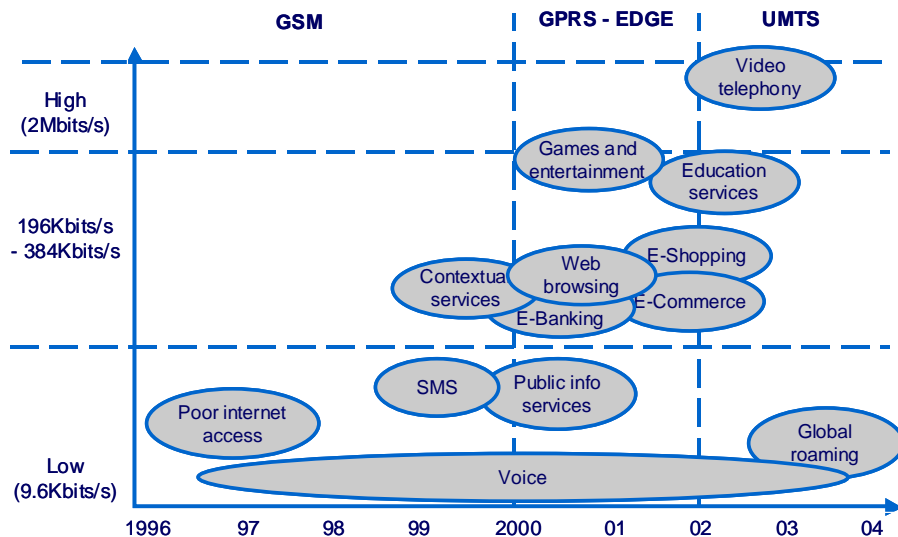 GSM
GPRS - EDGE
UMTS
Video
telephony
High
(2Mbits/s)
Games and
entertainment
Education
services
196Kbits/s
- 384Kbits/s
E-Shopping
Web
browsing
Contextua
services
E-Commerce
E-Banking
SMS
Public info
services
Poor internet
access
Global
roaming
Low
(9.6Kbits/s)
Voice
1996 97 98 99 2000 01 02 03 04